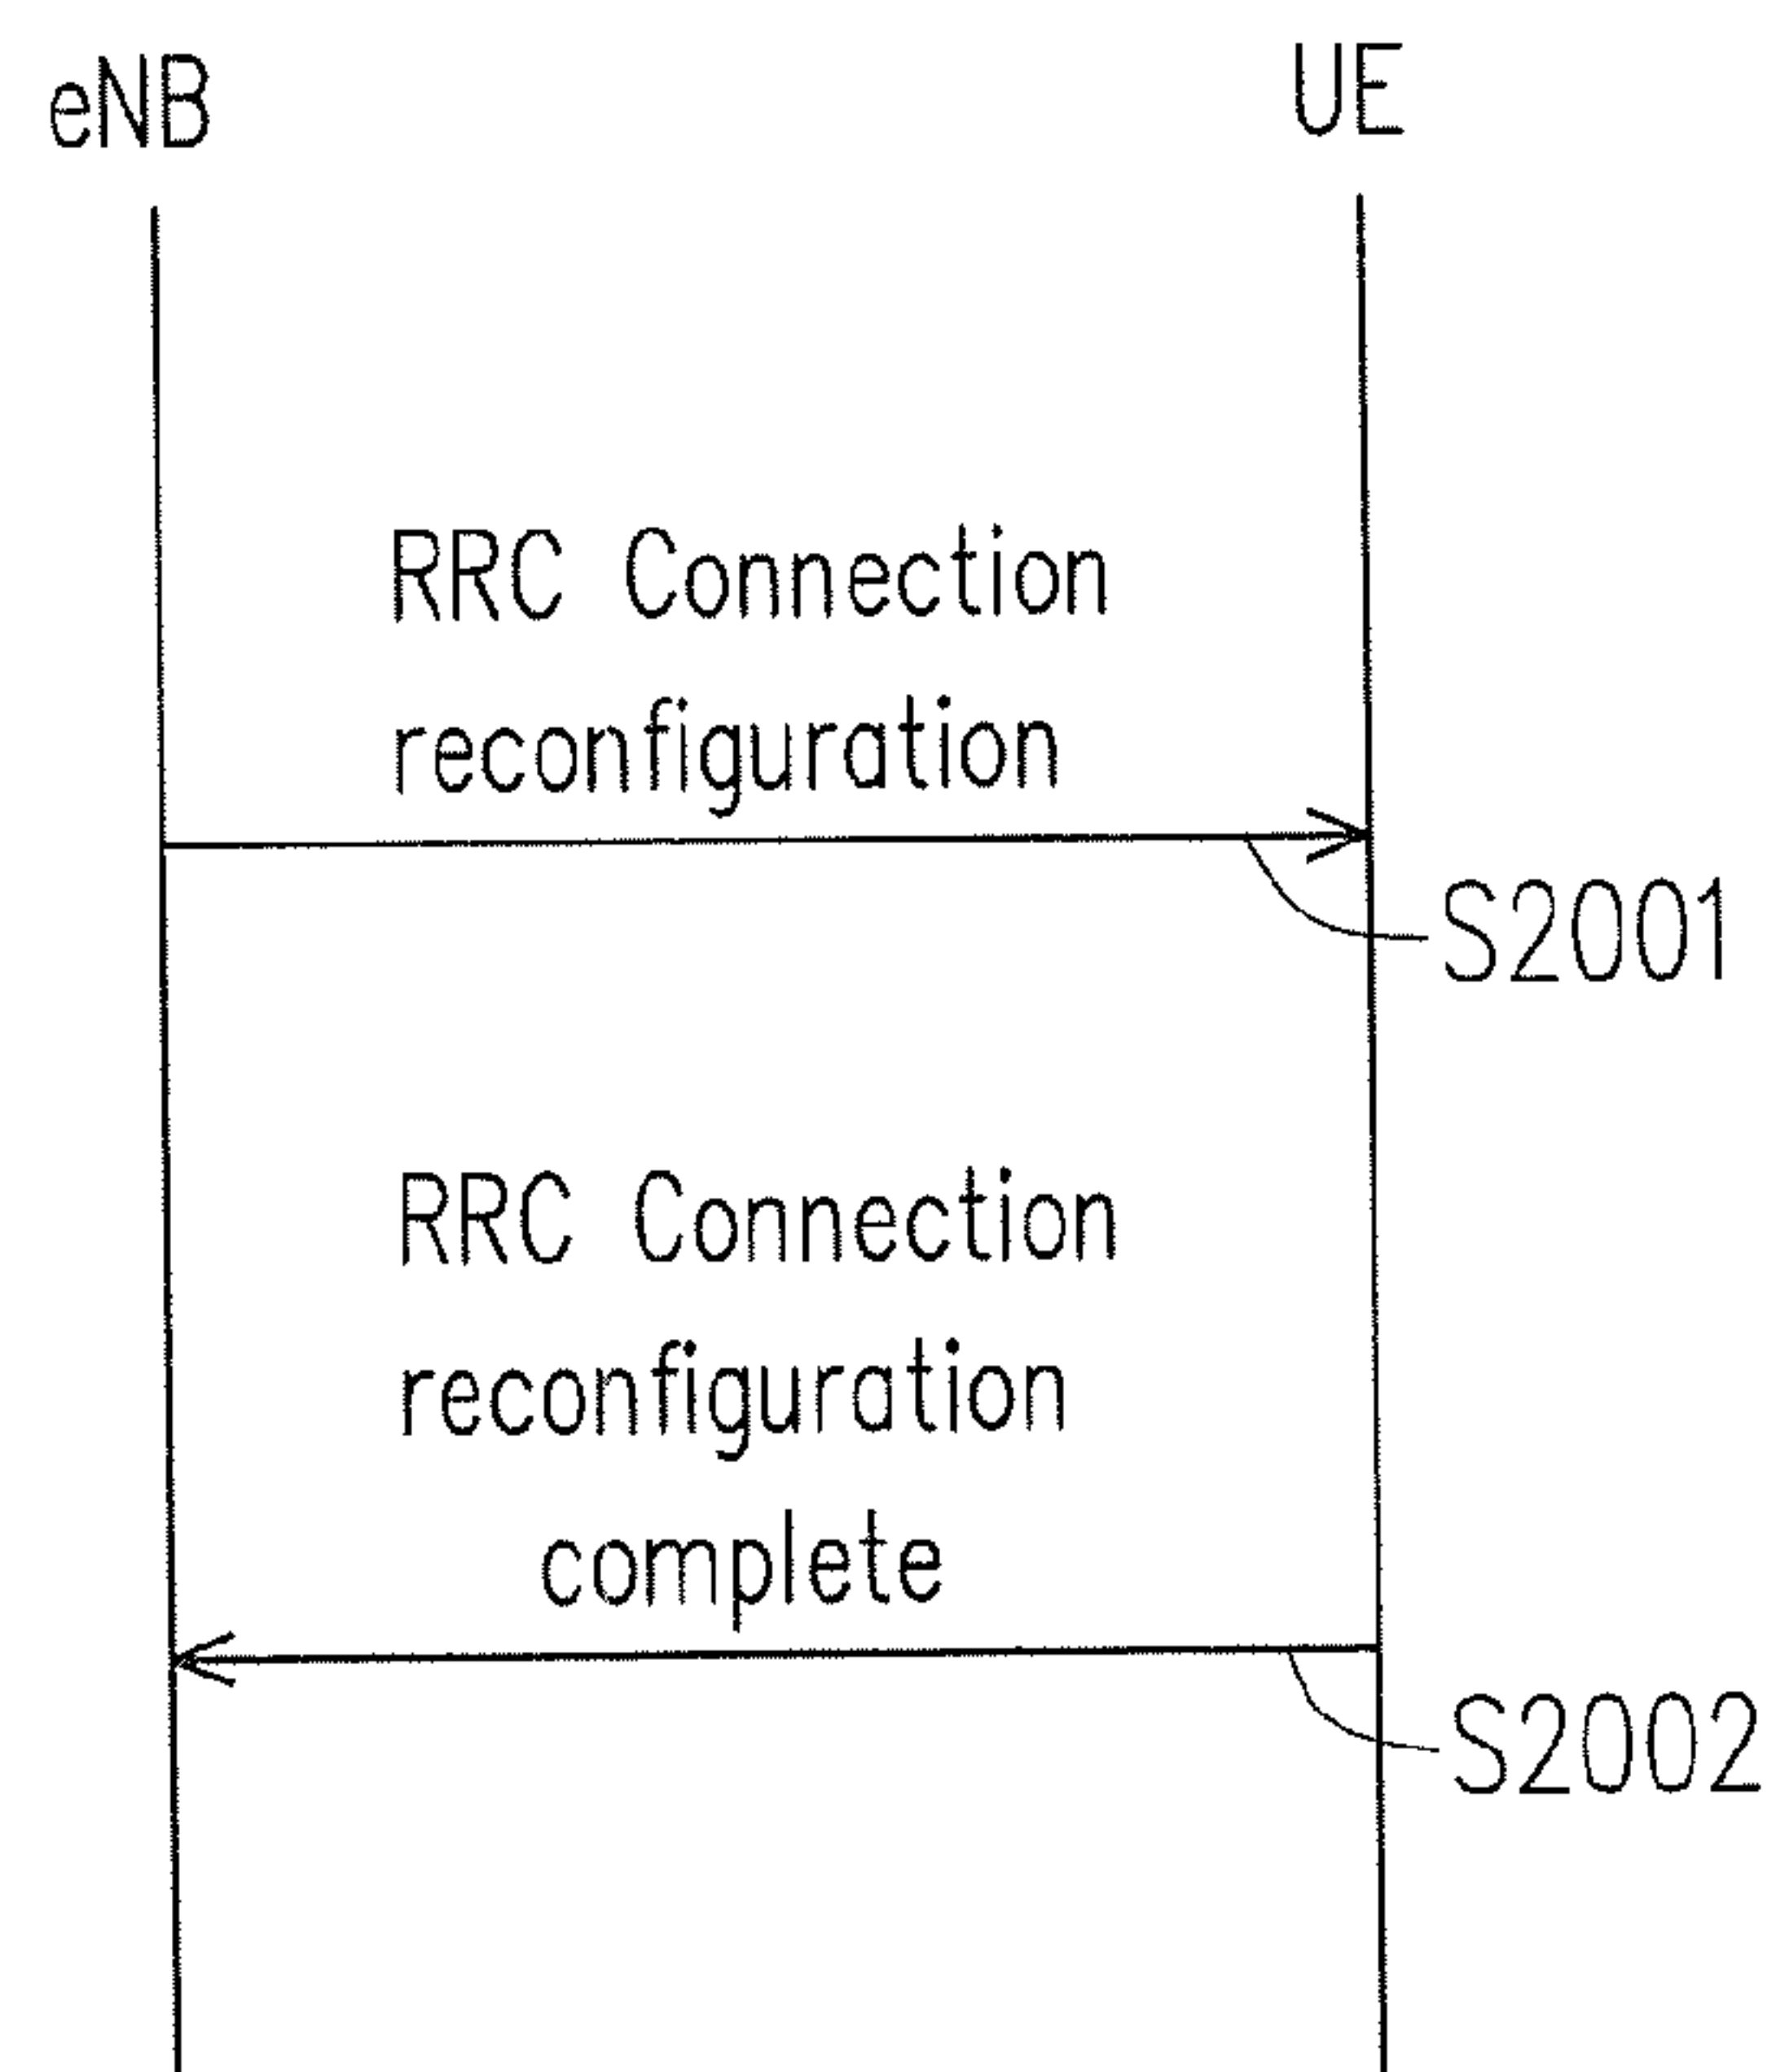 eNB
UE
RRC Connection
reconfiguration
S2001
RRC Connection
reconfiguration
complete
S2002